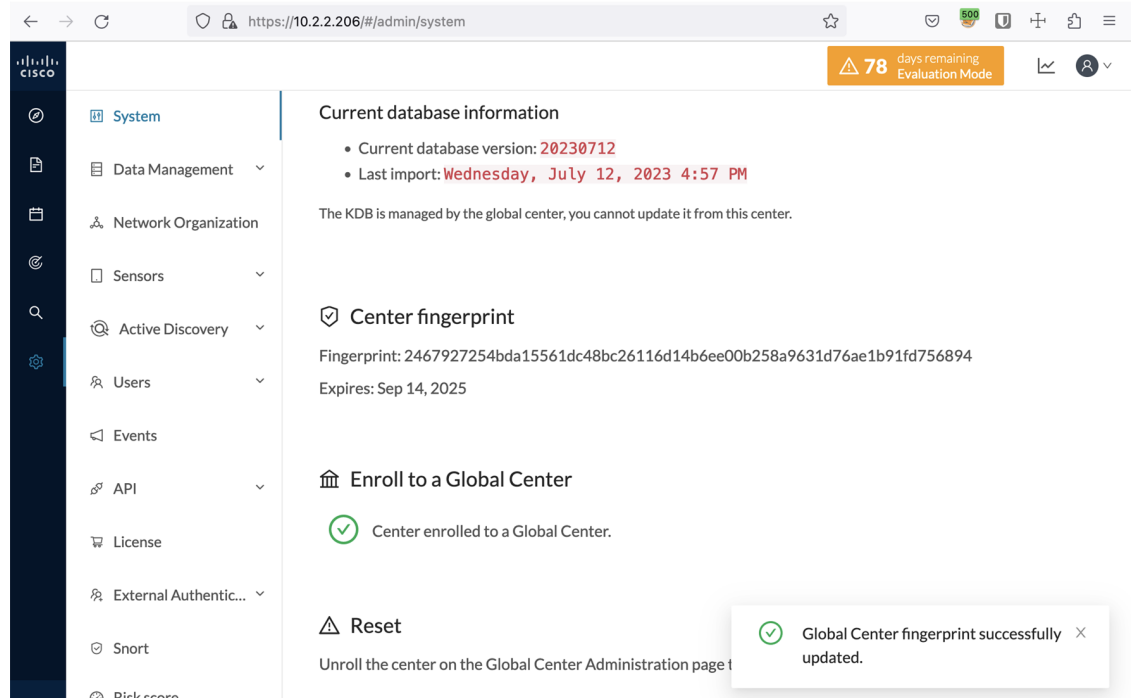 https://10.2.2.206/#/admin/system
500
cisco
78 days remaining
Evaluation Mode
System
Data Management
Network Organization
Sensors
Active Discovery
Users
Events
API
License
External Authentic...
Snort
Risk score
Current database information
• Current database version: 20230712
• Last import: Wednesday, July 12, 2023 4:57 PM
The KDB is managed by the global center, you cannot update it from this center.
Center fingerprint
Fingerprint: 2467927254bda15561dc48bc26116d14b6ee00b258a9631d76ae1b91fd756894
Expires: Sep 14, 2025
Enroll to a Global Center
Center enrolled to a Global Center.
Reset
Unroll the center on the Global Center Administration page
Global Center fingerprint successfully
updated.